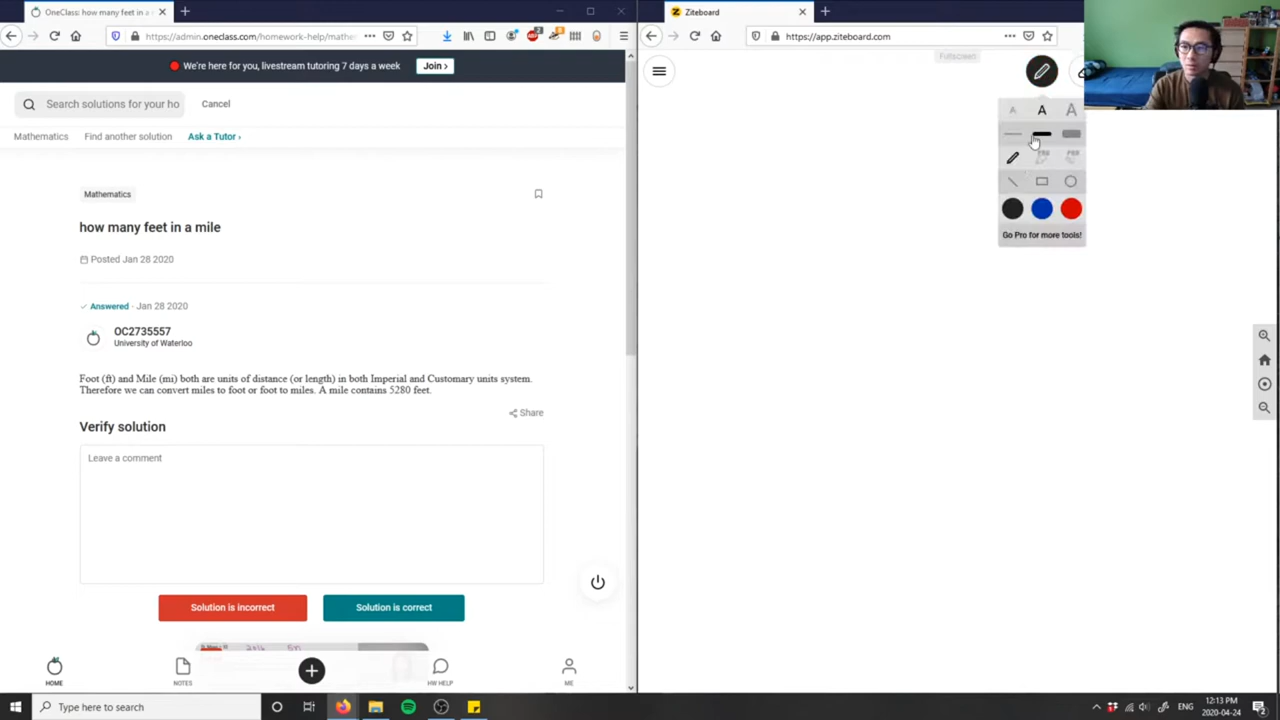 OneClass: how many feet in a
https://admin.oneclass.com/homework-help/mathe
We're here for you, livestream tutoring 7 days a week
Join ›
Search solutions for your ho
Cancel
Mathematics
Find another solution
Ask a Tutor ›
Mathematics
how many feet in a mile
Posted Jan 28 2020
Answered · Jan 28 2020
OC2735557
University of Waterloo
Foot (ft) and Mile (mi) both are units of distance (or length) in both Imperial and Customary units system.
Therefore we can convert miles to foot or foot to miles. A mile contains 5280 feet.
Share
Verify solution
Leave a comment
Solution is incorrect
Solution is correct
HOME
NOTES
HW HELP
ME
Ziteboard
https://app.ziteboard.com
Fullscreen
A A A
Go Pro for more tools!
Type here to search
ENG
12:13 PM
2020-04-24
2